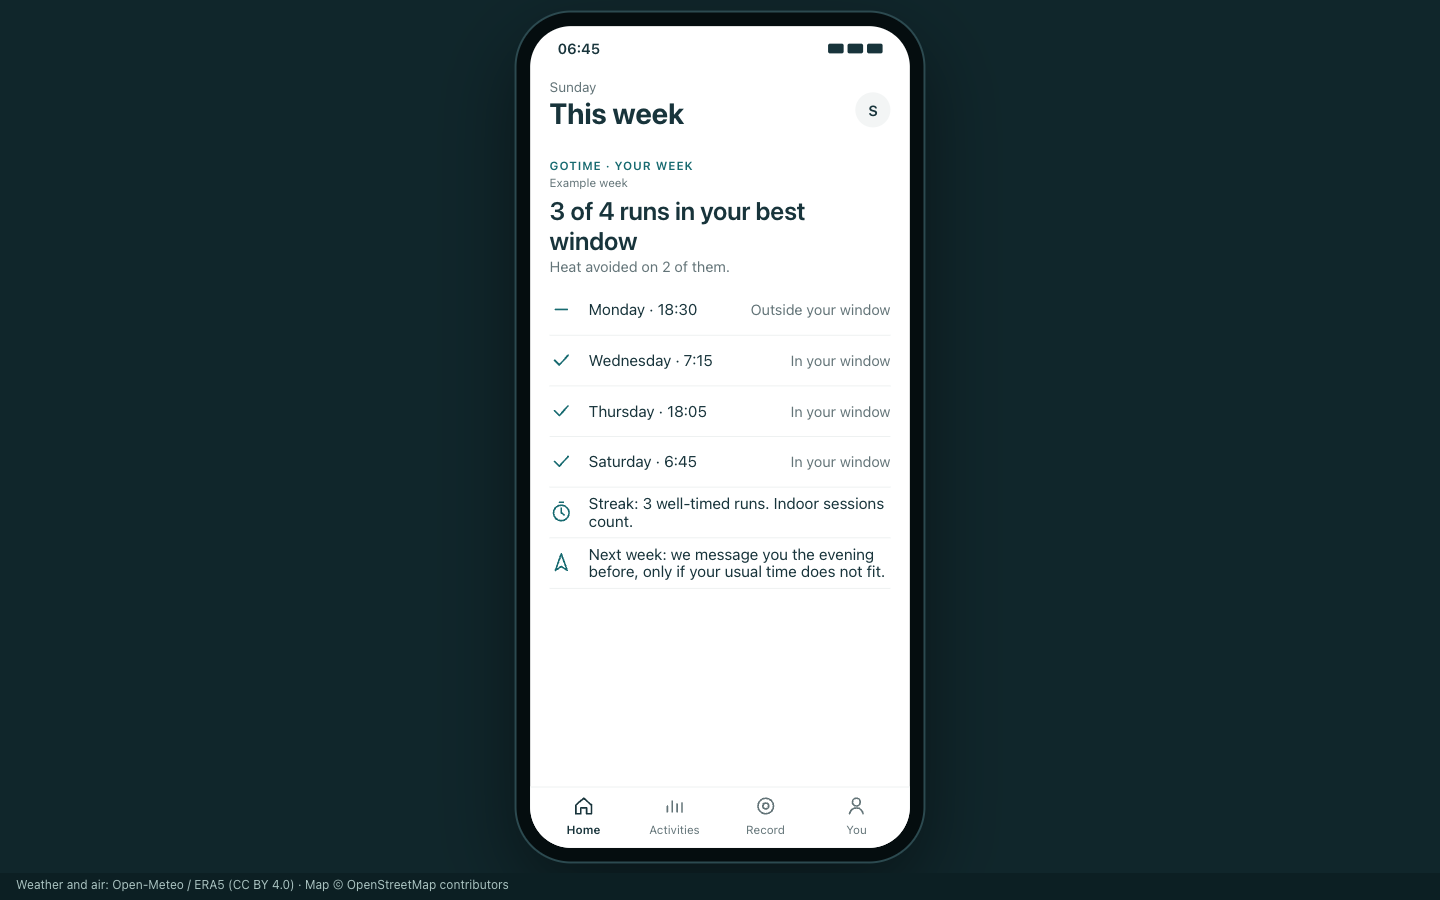 06:45
Sunday
This week
S
GOTIME · YOUR WEEK
Example week
3 of 4 runs in your best
window
Heat avoided on 2 of them.
Monday · 18:30 Outside your window
Wednesday · 7:15 In your window
Thursday · 18:05 In your window
Saturday · 6:45 In your window
Streak: 3 well-timed runs. Indoor sessions
count.
Next week: we message you the evening
before, only if your usual time does not fit.
Home Activities Record You
Weather and air: Open-Meteo / ERA5 (CC BY 4.0) · Map © OpenStreetMap contributors